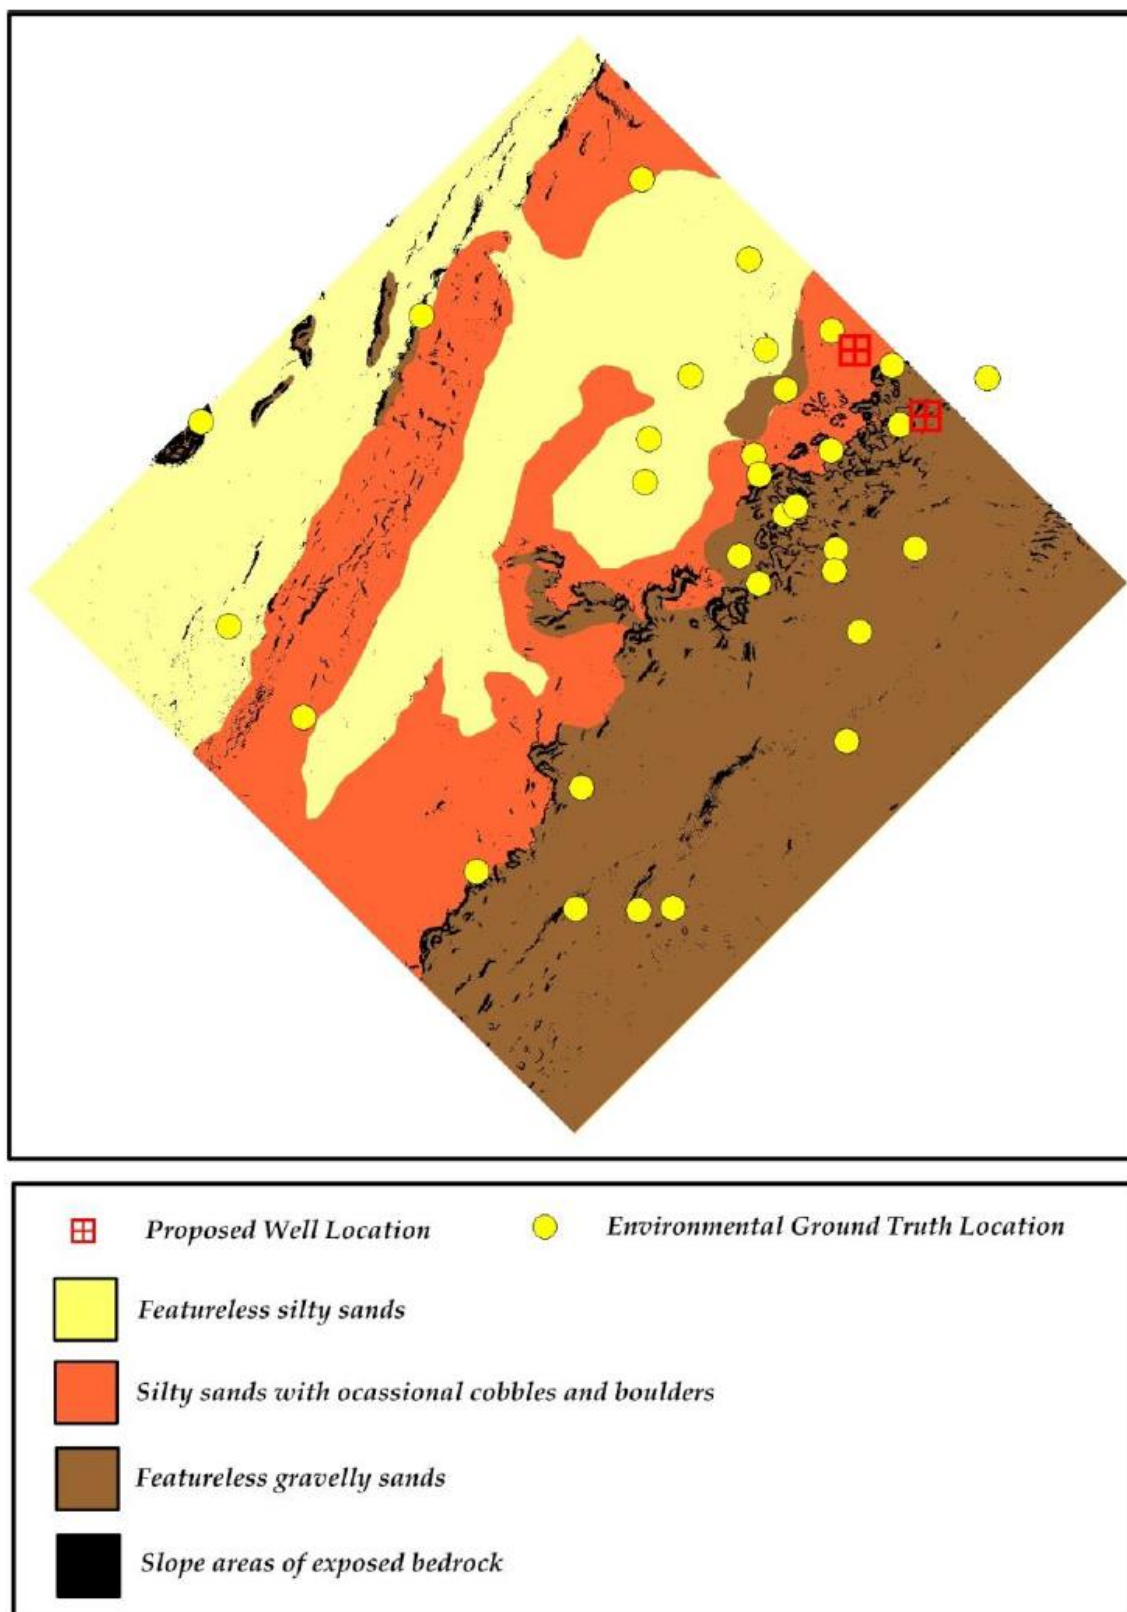 Proposed Well Location
Environmental Ground Truth Location
Featureless silty sands
Silty sands with ocassional cobbles and boulders
Featureless gravelly sands
Slope areas of exposed bedrock